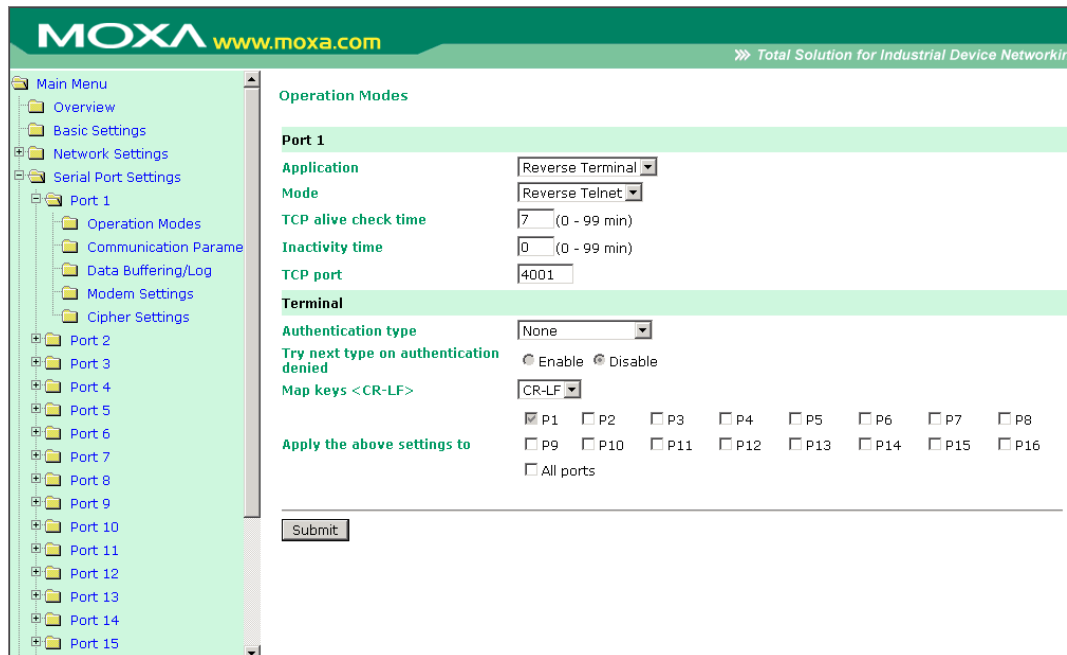 MOXA www.moxa.com
Total Solution for Industrial Device Networkin
Main Menu
Overview
Basic Settings
Network Settings
Serial Port Settings
Port 1
Operation Modes
Communication Parame
Data Buffering/Log
Modem Settings
Cipher Settings
Port 2
Port 3
Port 4
Port 5
Port 6
Port 7
Port 8
Port 9
Port 10
Port 11
Port 12
Port 13
Port 14
Port 15
Operation Modes
Port 1
Application Reverse Terminal
Mode Reverse Telnet
TCP alive check time 7 (0 - 99 min)
Inactivity time 0 (0 - 99 min)
TCP port 4001
Terminal
Authentication type None
Try next type on authentication
denied Enable Disable
Map keys <CR-LF> CR-LF
P1 P2 P3 P4 P5 P6 P7 P8
Apply the above settings to P9 P10 P11 P12 P13 P14 P15 P16
All ports
Submit